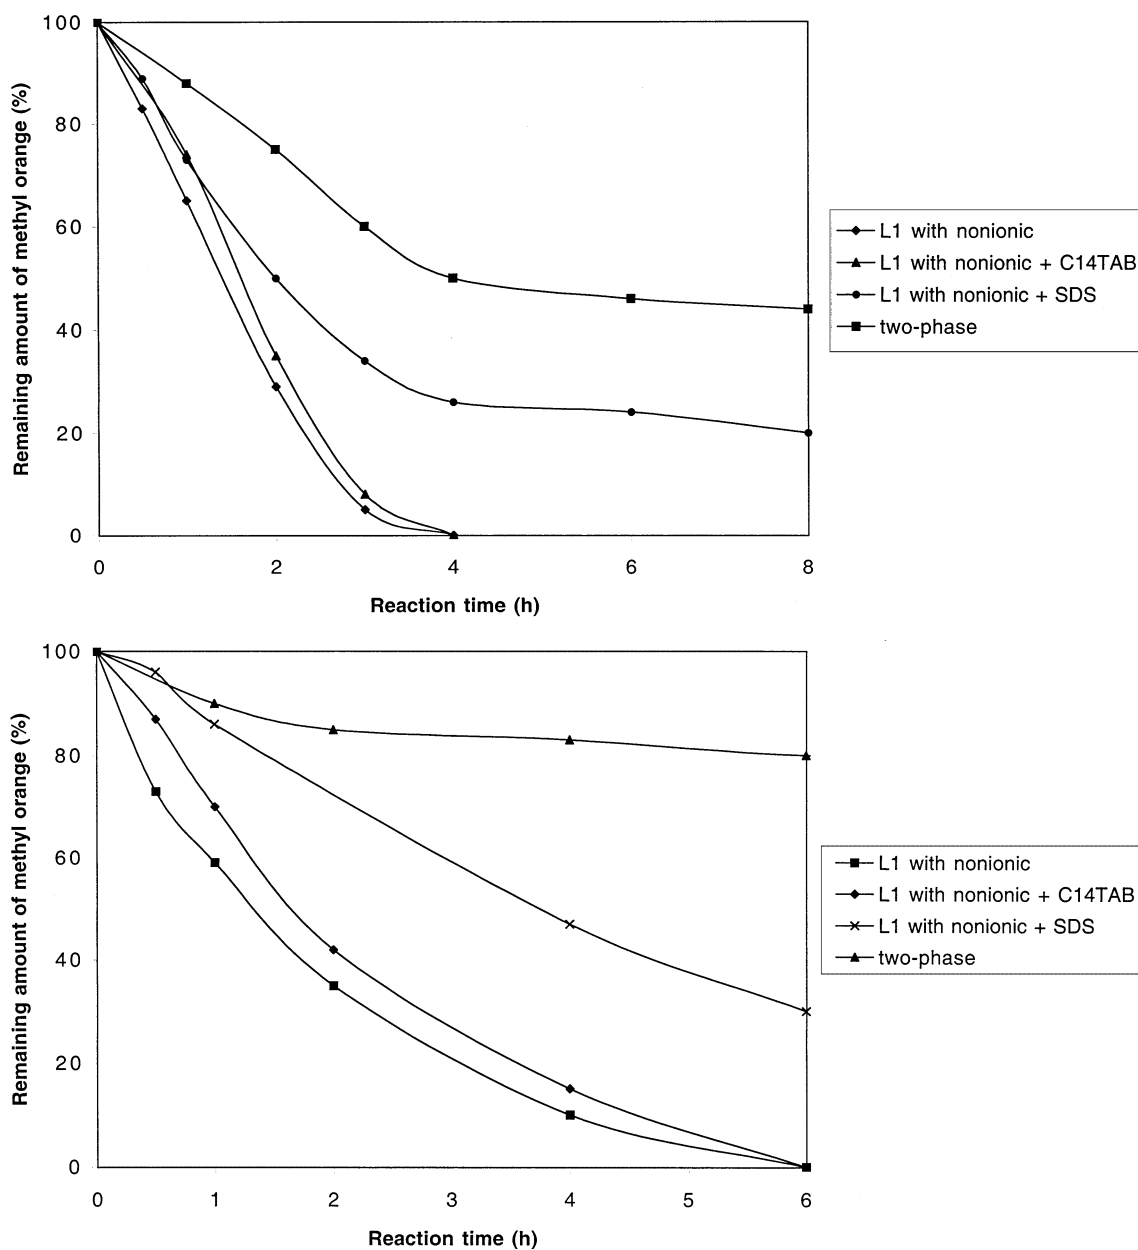 Remaining amount of methyl orange (%)
100
80
60
40
20
0
0 2 4 6 8
Reaction time (h)
L1 with nonionic
L1 with nonionic + C14TAB
L1 with nonionic + SDS
two-phase
Remaining amount of methyl orange (%)
100
80
60
40
20
0
0 1 2 3 4 5 6
Reaction time (h)
L1 with nonionic
L1 with nonionic + C14TAB
L1 with nonionic + SDS
two-phase